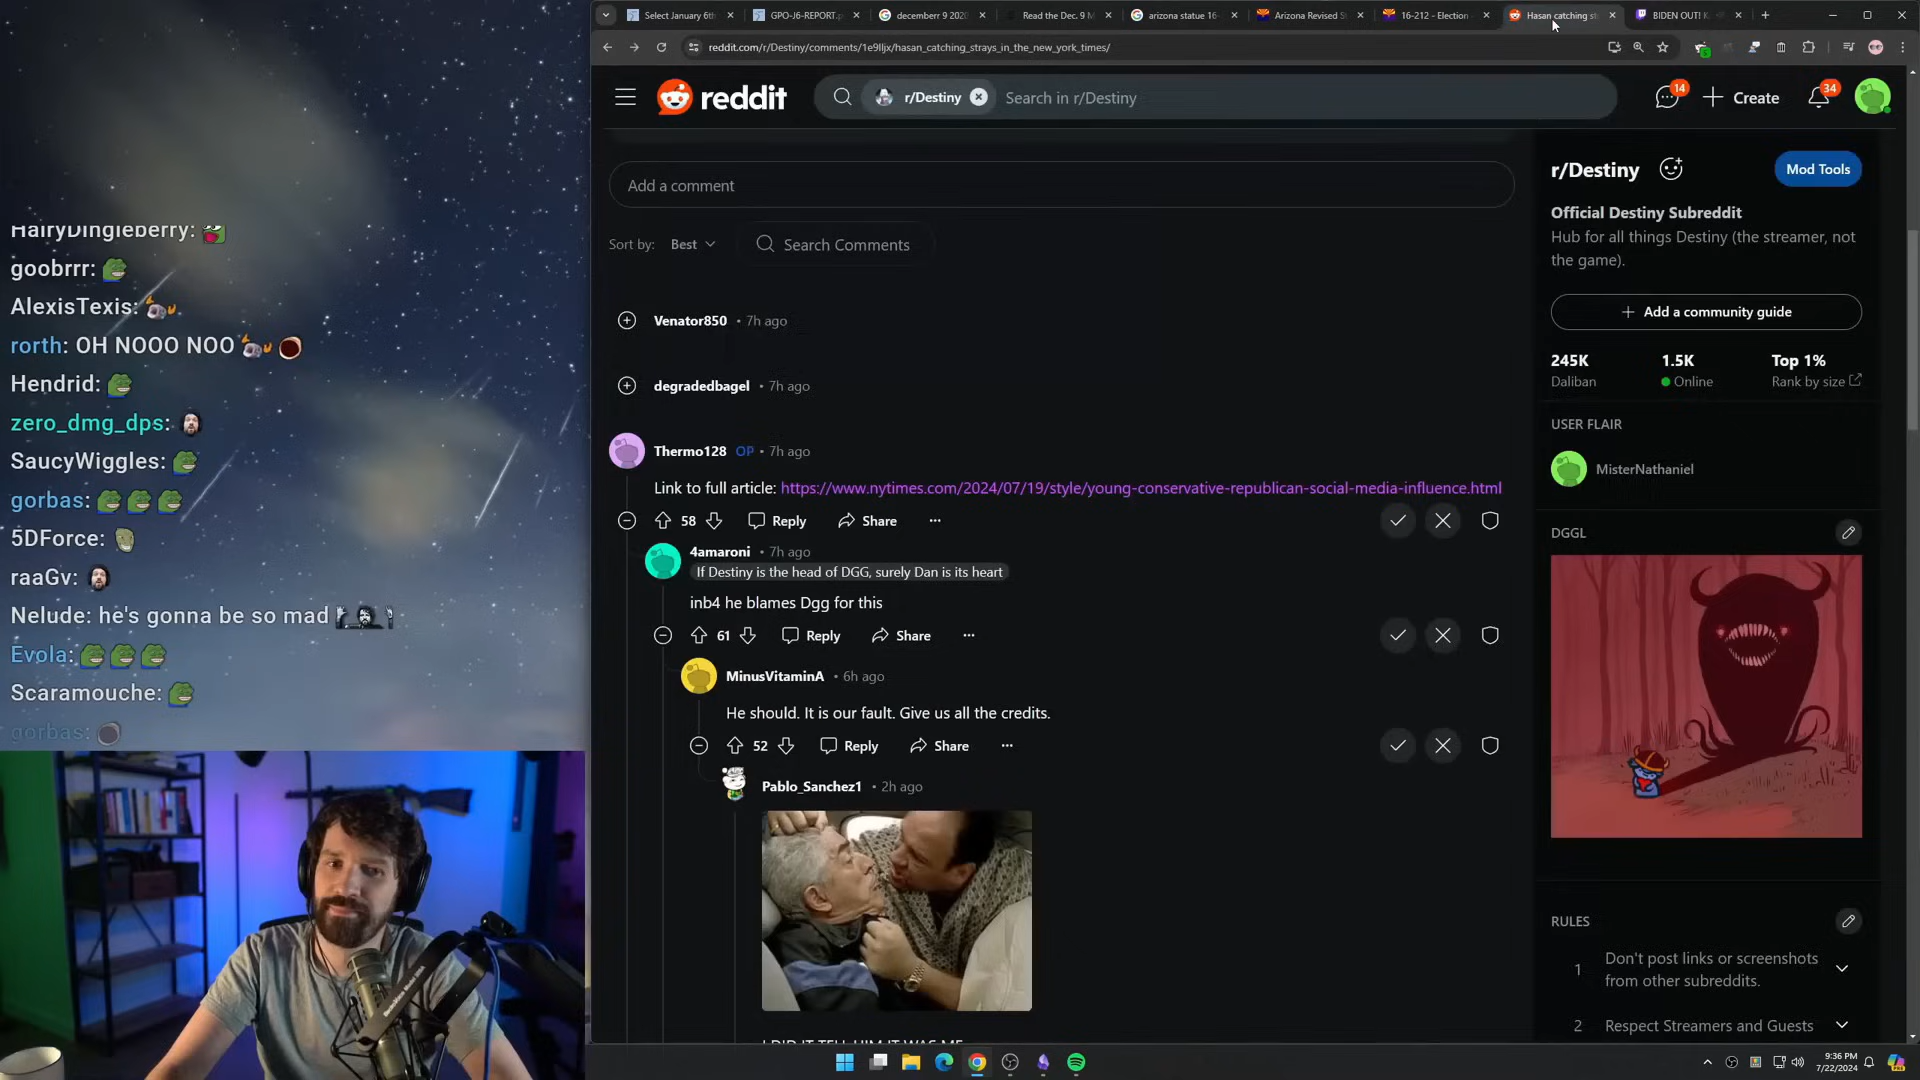 Select January 6th
GPO-J6-REPORT.p
decemberr 9 2020
Read the Dec. 9 M
arizona statue 16-
Arizona Revised S
16-212 - Election
Hasan catching st
BIDEN OUT! K
reddit.com/r/Destiny/comments/1e9lljx/hasan_catching_strays_in_the_new_york_times/
reddit
r/Destiny
Search in r/Destiny
14
Create
34
Add a comment
Sort by: Best
Search Comments
Venator850 • 7h ago
degradedbagel • 7h ago
Thermo128 OP • 7h ago
Link to full article: https://www.nytimes.com/2024/07/19/style/young-conservative-republican-social-media-influence.html
58 Reply Share
4amaroni • 7h ago
If Destiny is the head of DGG, surely Dan is its heart
inb4 he blames Dgg for this
61 Reply Share
MinusVitaminA • 6h ago
He should. It is our fault. Give us all the credits.
52 Reply Share
Pablo_Sanchez1 • 2h ago
I DID IT TELL HIM IT WAS ME
r/Destiny
Mod Tools
Official Destiny Subreddit
Hub for all things Destiny (the streamer, not
the game).
Add a community guide
245K 1.5K Top 1%
Daliban Online Rank by size
USER FLAIR
MisterNathaniel
DGGL
RULES
1 Don't post links or screenshots
from other subreddits.
2 Respect Streamers and Guests
HairyDingleberry:
goobrrr:
AlexisTexis:
rorth: OH NOOO NOO
Hendrid:
zero_dmg_dps:
SaucyWiggles:
gorbas:
5DForce:
raaGv:
Nelude: he's gonna be so mad
Evola:
Scaramouche:
gorbas:
9:36 PM
7/22/2024